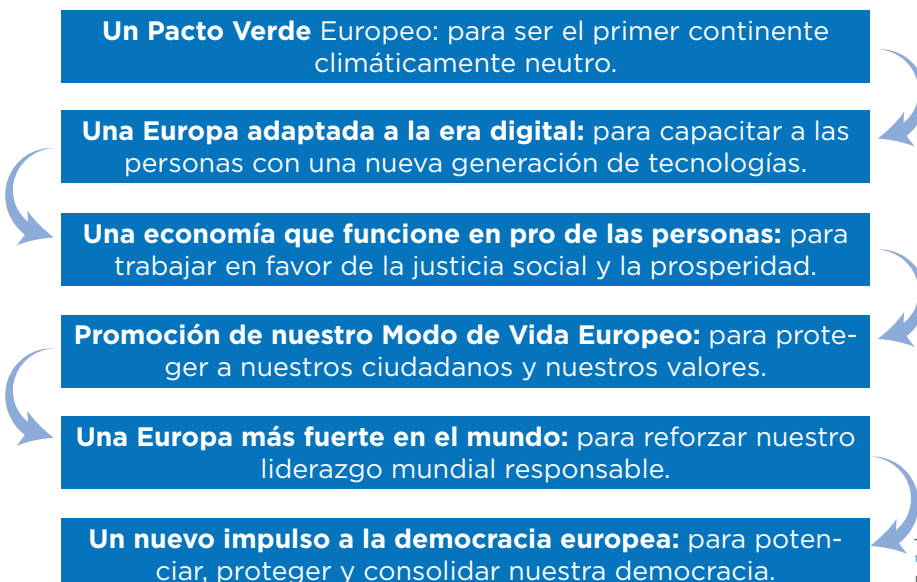 Un Pacto Verde Europeo: para ser el primer continente
climáticamente neutro.
Una Europa adaptada a la era digital: para capacitar a las
personas con una nueva generación de tecnologías.
Una economía que funcione en pro de las personas: para
trabajar en favor de la justicia social y la prosperidad.
Promoción de nuestro Modo de Vida Europeo: para prote-
ger a nuestros ciudadanos y nuestros valores.
Una Europa más fuerte en el mundo: para reforzar nuestro
liderazgo mundial responsable.
Un nuevo impulso a la democracia europea: para poten-
ciar, proteger y consolidar nuestra democracia.